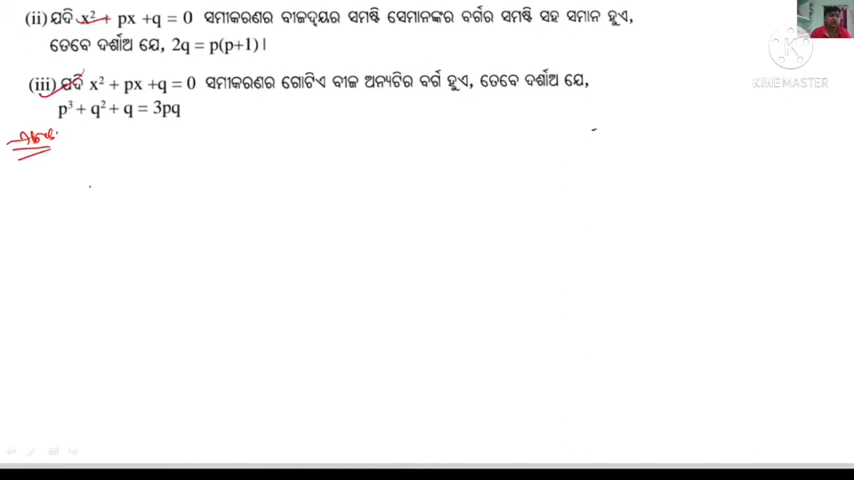 (ii) ଯଦି x² + px +q = 0 ସମୀକରଣର ବୀଜଦ୍ୱୟର ସମଷ୍ଟି ସେମାନଙ୍କର ବର୍ଗର ସମଷ୍ଟି ସହ ସମାନ ହୁଏ,
ତେବେ ଦର୍ଶାଅ ଯେ, 2q = p(p+1) ।
(iii) ଯଦି x² + px +q = 0 ସମୀକରଣର ଗୋଟିଏ ବୀଜ ଅନ୍ୟଟିର ବର୍ଗ ହୁଏ, ତେବେ ଦର୍ଶାଅ ଯେ,
p³ + q² + q = 3pq
KINEMASTER